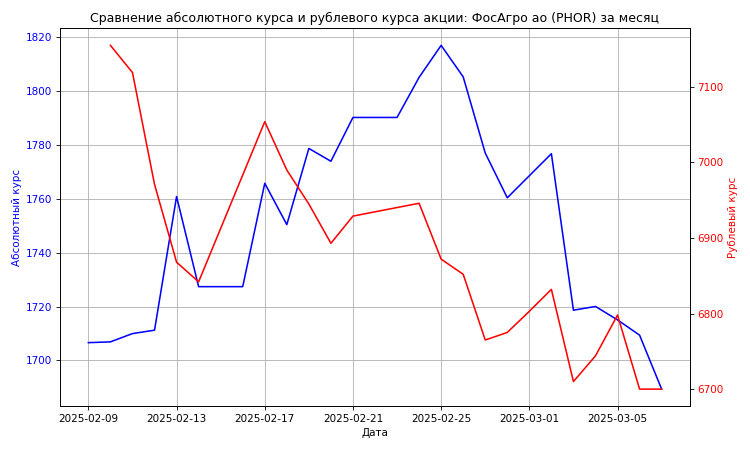 Сравнение абсолютного курса и рублевого курса акции: ФосАгро ао (PHOR) за месяц
1820
1800
1780
1760
1740
1720
1700
Абсолютный курс
7100
7000
6900
6800
6700
Рублевый курс
2025-02-09 2025-02-13 2025-02-17 2025-02-21 2025-02-25 2025-03-01 2025-03-05
Дата